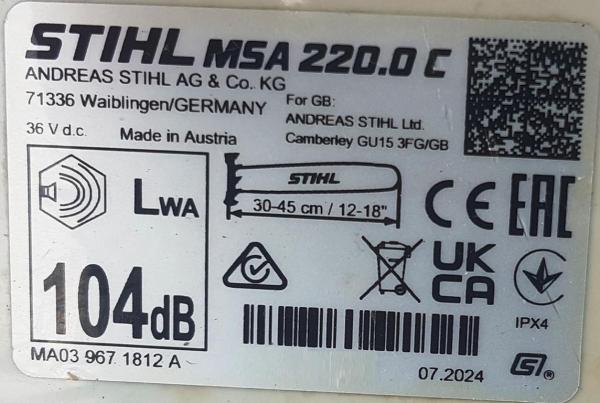 STIHL MSA 220.0 C
ANDREAS STIHL AG & Co. KG
71336 Waiblingen/GERMANY
For GB:
ANDREAS STIHL Ltd.
Camberley GU15 3FG/GB
36 V d.c.
Made in Austria
LWA
104dB
STIHL
30-45 cm / 12-18"
CE EAC
UK
CA
IPX4
MA03 967 1812 A
07.2024
®